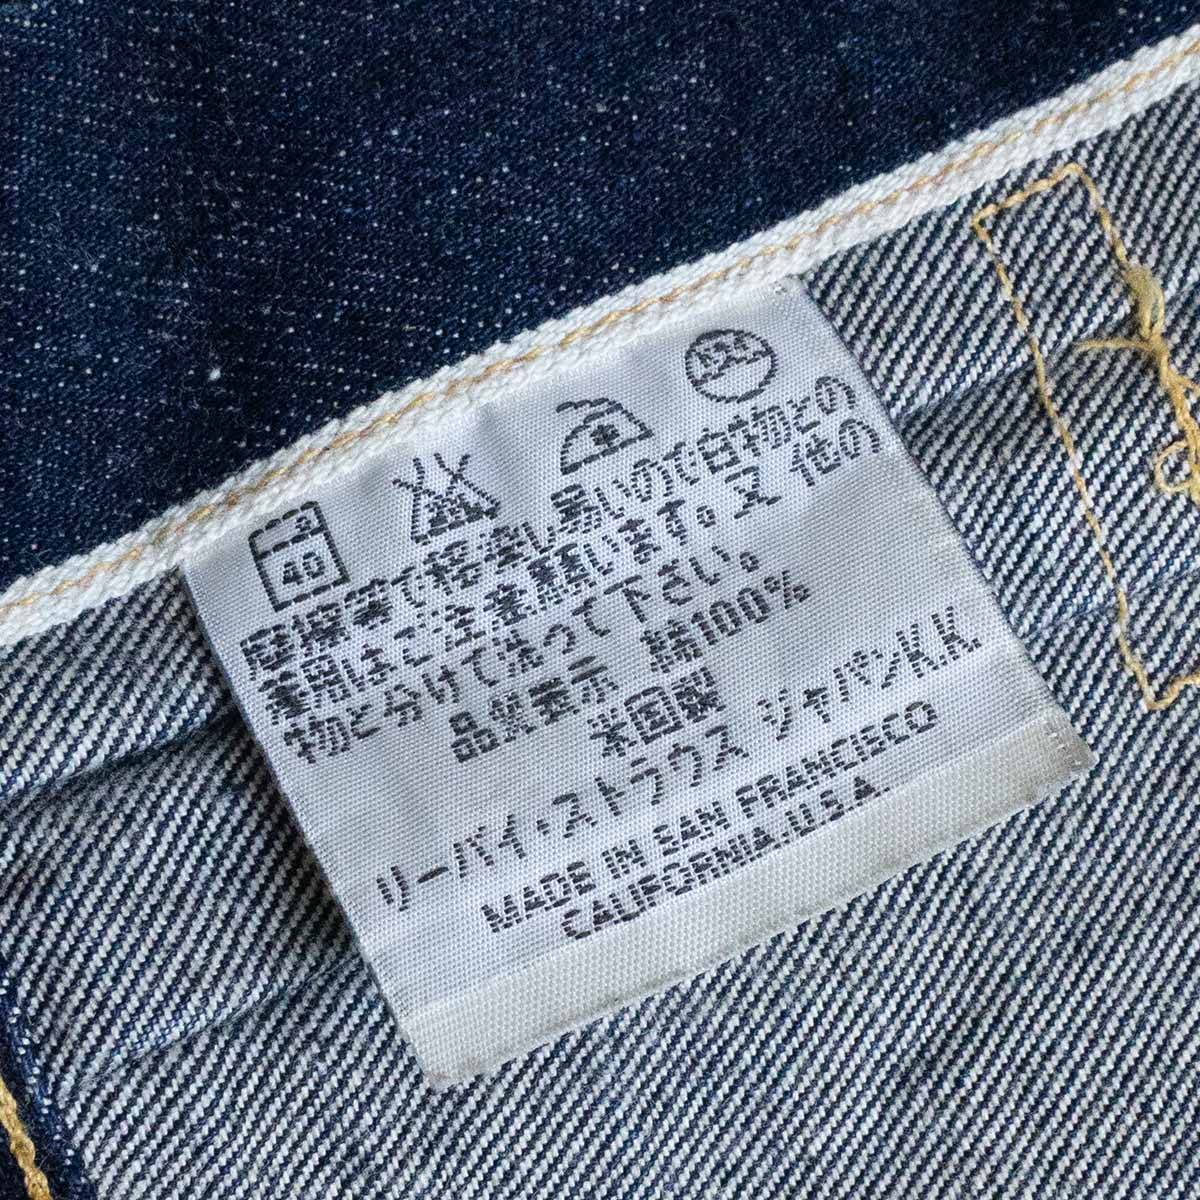 40
摩擦等で移染し易いので白物との
着用はご注意願います。又 他の
物と分けて洗って下さい。
品質表示 綿100%
米国製
リーバイ・ストラウス ジャパンK.K.
MADE IN SAN FRANCISCO
CALIFORNIA.U.S.A.